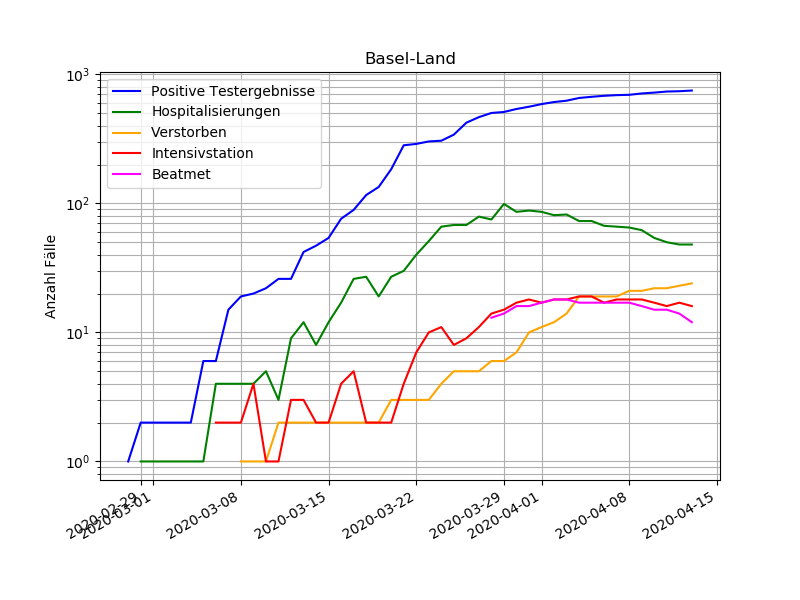 Basel-Land
Positive Testergebnisse
Hospitalisierungen
Verstorben
Intensivstation
Beatmet
Anzahl Fälle
10³
10²
10¹
10⁰
2020-02-29
2020-03-01
2020-03-08
2020-03-15
2020-03-22
2020-03-29
2020-04-01
2020-04-08
2020-04-15